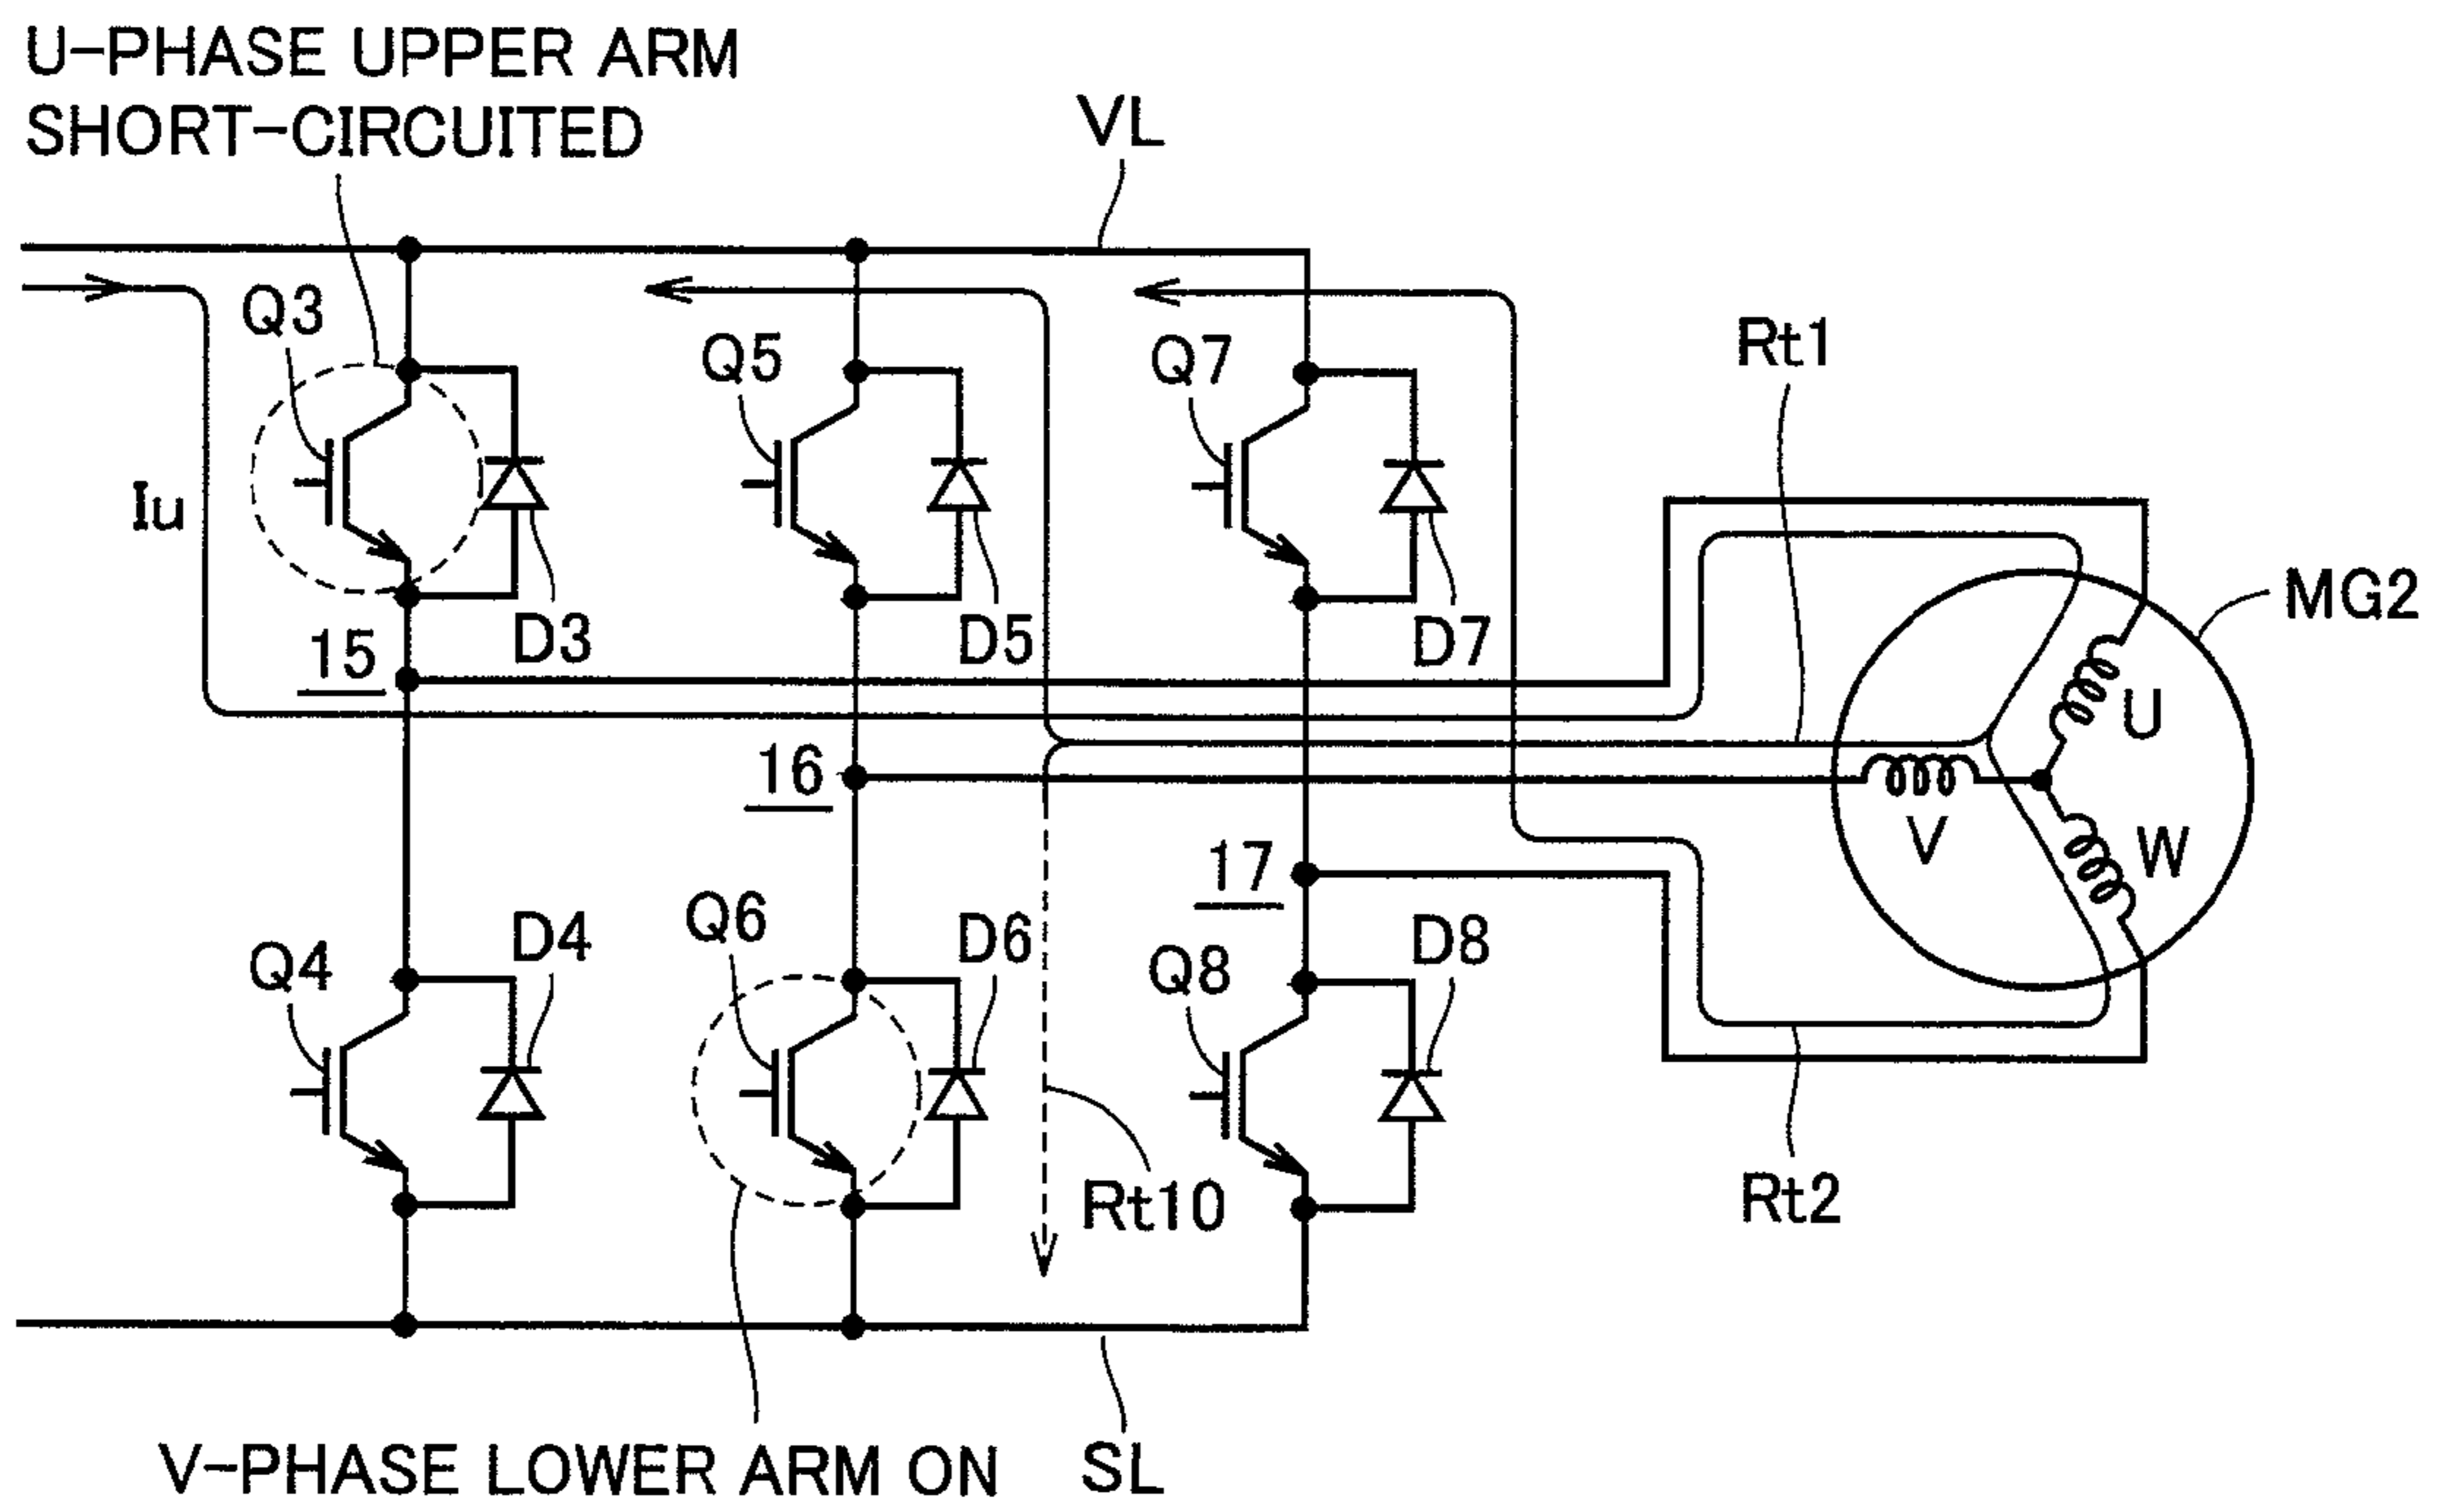 U-PHASE UPPER ARM
SHORT-CIRCUITED
VL
Q3
Q5
Q7
Rt1
Iu
MG2
D3
D5
D7
15
U
16
V
W
17
Q4
D4
Q6
D6
Q8
D8
Rt10
Rt2
V-PHASE LOWER ARM ON
SL